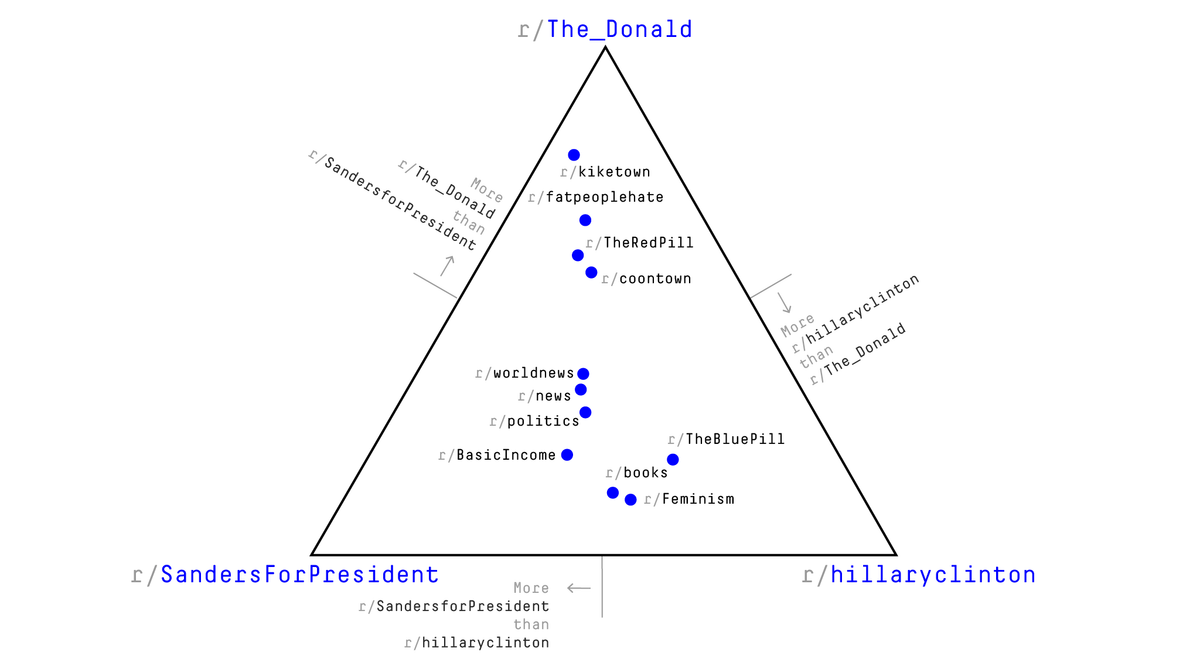 r/The_Donald
More
r/The_Donald
than
r/SandersforPresident
r/kiketown
r/fatpeoplehate
r/TheRedPill
r/coontown
More
r/hillaryclinton
than
r/The_Donald
r/worldnews
r/news
r/politics
r/BasicIncome
r/TheBluePill
r/books
r/Feminism
r/SandersForPresident
r/hillaryclinton
More
r/SandersforPresident
than
r/hillaryclinton